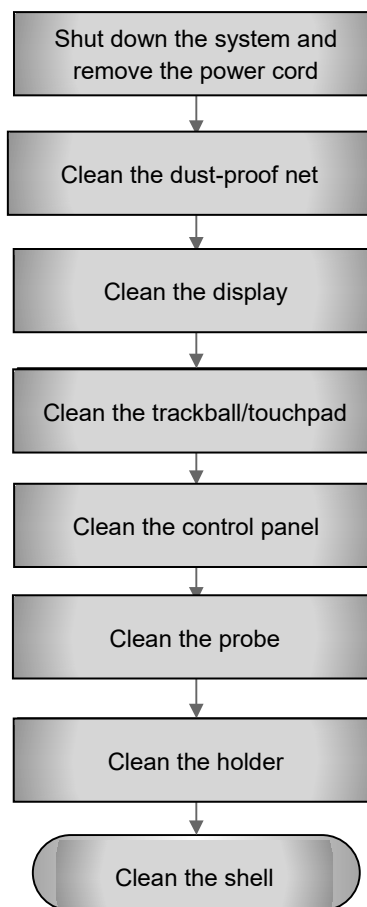 Shut down the system and
remove the power cord
Clean the dust-proof net
Clean the display
Clean the trackball/touchpad
Clean the control panel
Clean the probe
Clean the holder
Clean the shell